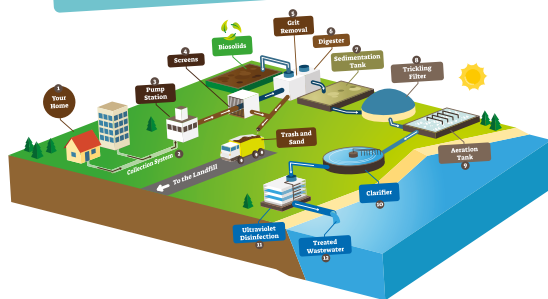 1
Your
Home
2
Collection System
3
Pump
Station
4
Screens
Biosolids
5
Grit
Removal
6
Digester
7
Sedimentation
Tank
8
Trickling
Filter
Aeration
Tank
9
Trash and
Sand
To the Landfill
Clarifier
10
Ultraviolet
Disinfection
11
Treated
Wastewater
12